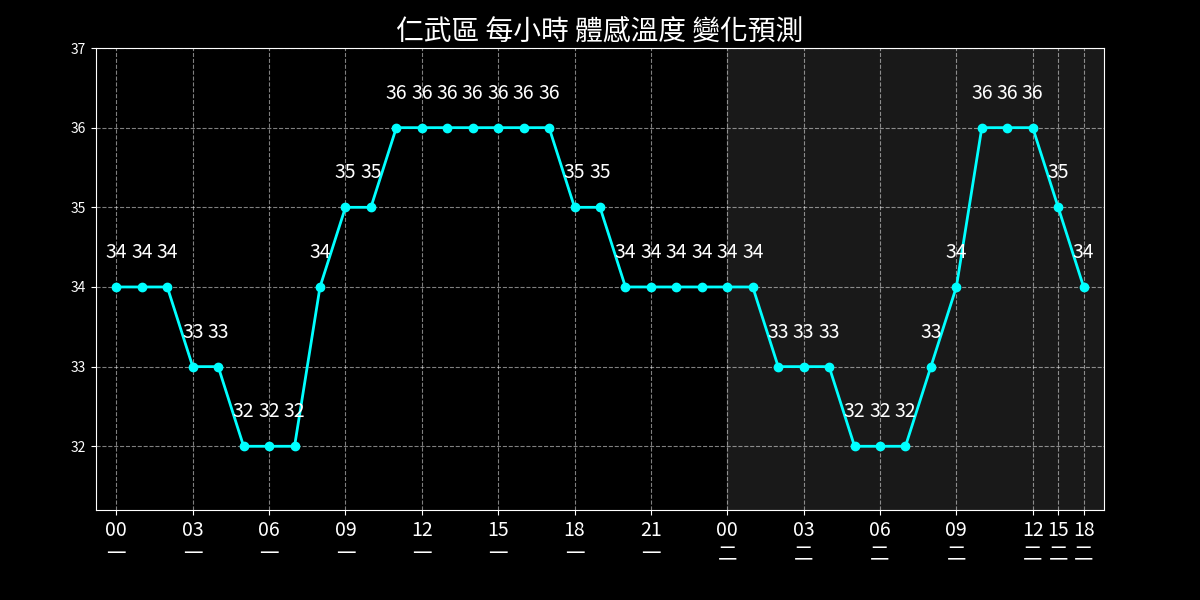 仁武區 每小時 體感溫度 變化預測
37
36 36 36 36 36 36 36 36 36 36
36
35 35 35 35 35
35
34 34 34 34 34 34 34 34 34 34 34 34
34
33 33 33 33 33 33
33
32 32 32 32 32 32
32
00 03 06 09 12 15 18 21 00 03 06 09 12 15 18
一 一 一 一 一 一 一 一 二 二 二 二 二 二 二